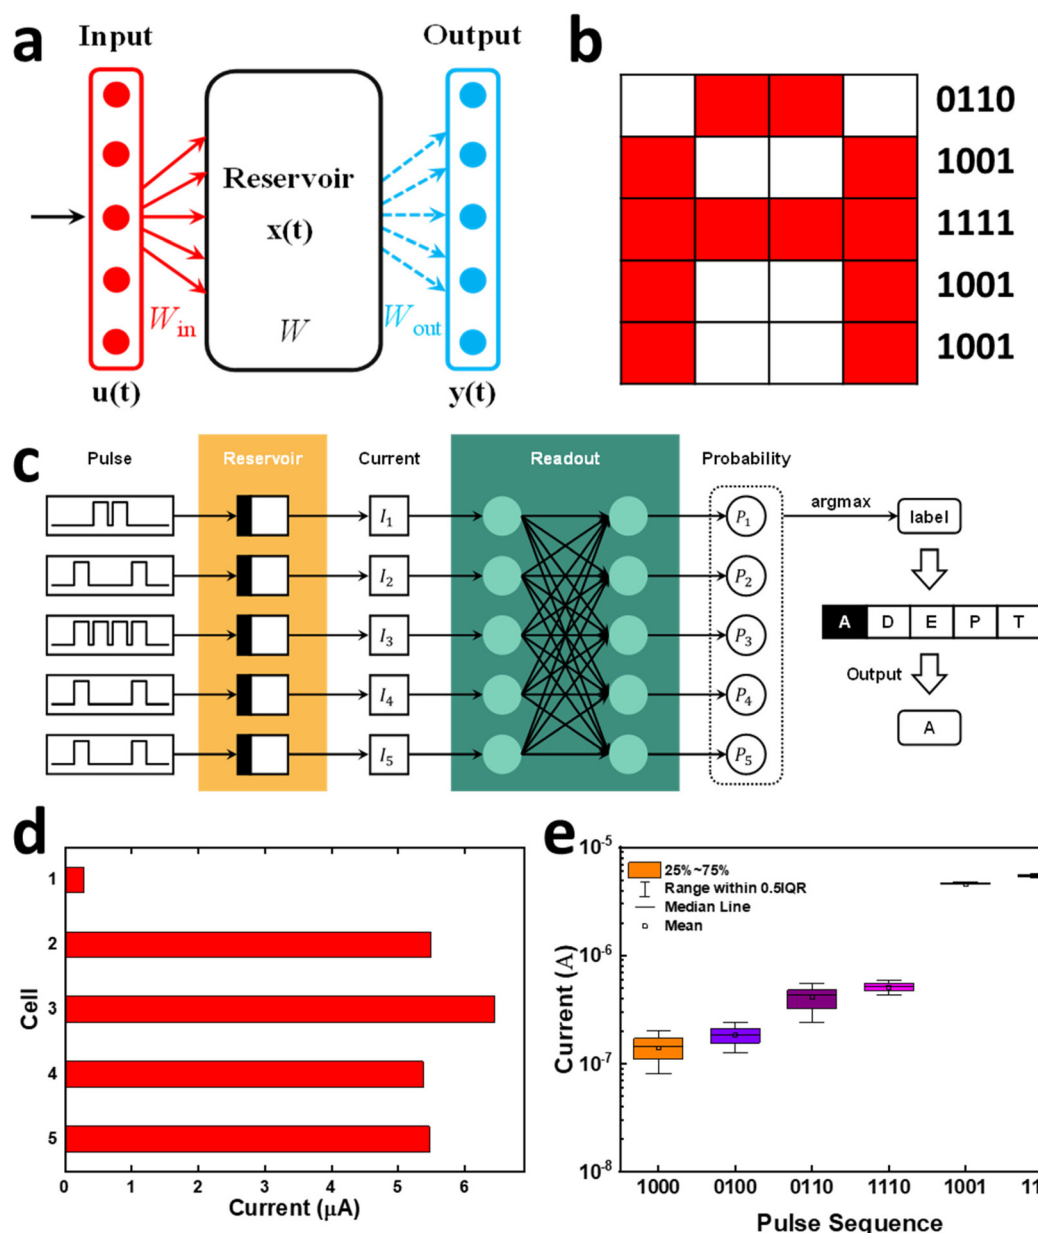 a
Input
Output
Reservoir
x(t)
W
W_in
W_out
u(t)
y(t)
b
0110
1001
1111
1001
1001
c
Pulse
Reservoir
Current
Readout
Probability
I₁
P₁
argmax
label
I₂
P₂
I₃
P₃
A D E P T
I₄
P₄
Output
I₅
P₅
A
d
1
2
3
4
5
Cell
0 1 2 3 4 5 6
Current (μA)
e
25%~75%
Range within 0.5IQR
Median Line
Mean
10⁻⁵
10⁻⁶
10⁻⁷
10⁻⁸
Current (A)
1000 0100 0110 1110 1001
Pulse Sequence